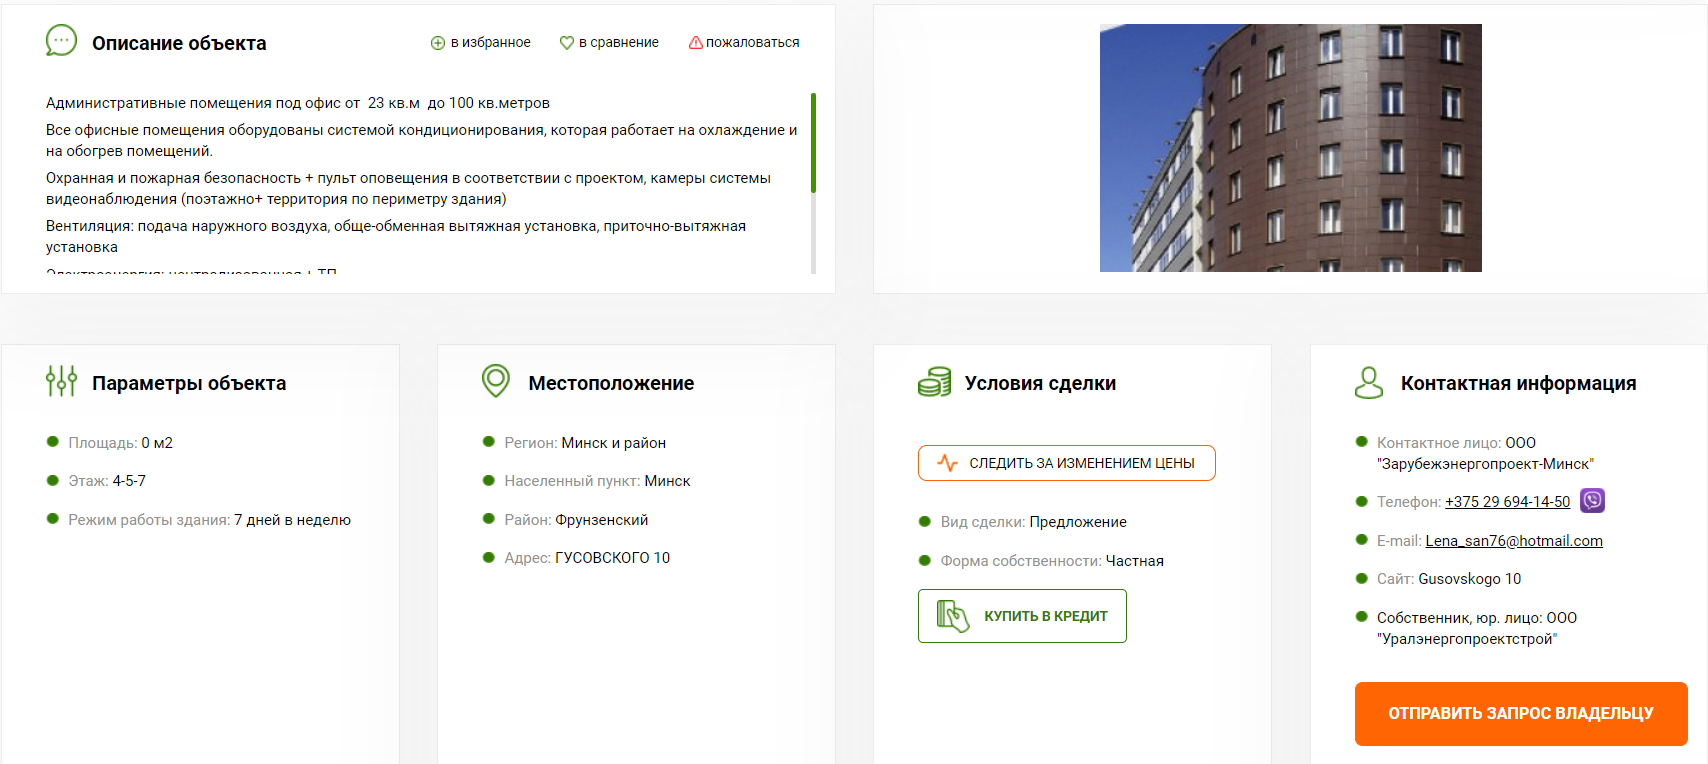 Описание объекта
в избранное
в сравнение
пожаловаться
Административные помещения под офис от 23 кв.м до 100 кв.метров
Все офисные помещения оборудованы системой кондиционирования, которая работает на охлаждение и
на обогрев помещений.
Охранная и пожарная безопасность + пульт оповещения в соответствии с проектом, камеры системы
видеонаблюдения (поэтажно+ территория по периметру здания)
Вентиляция: подача наружного воздуха, обще-обменная вытяжная установка, приточно-вытяжная
установка
Электроэнергия: централизованная + ТП
Параметры объекта
Площадь: 0 м2
Этаж: 4-5-7
Режим работы здания: 7 дней в неделю
Местоположение
Регион: Минск и район
Населенный пункт: Минск
Район: Фрунзенский
Адрес: ГУСОВСКОГО 10
Условия сделки
СЛЕДИТЬ ЗА ИЗМЕНЕНИЕМ ЦЕНЫ
Вид сделки: Предложение
Форма собственности: Частная
КУПИТЬ В КРЕДИТ
Контактная информация
Контактное лицо: ООО
"Зарубежэнергопроект-Минск"
Телефон: +375 29 694-14-50
E-mail: Lena_san76@hotmail.com
Сайт: Gusovskogo 10
Собственник, юр. лицо: ООО
"Уралэнергопроектстрой"
ОТПРАВИТЬ ЗАПРОС ВЛАДЕЛЬЦУ